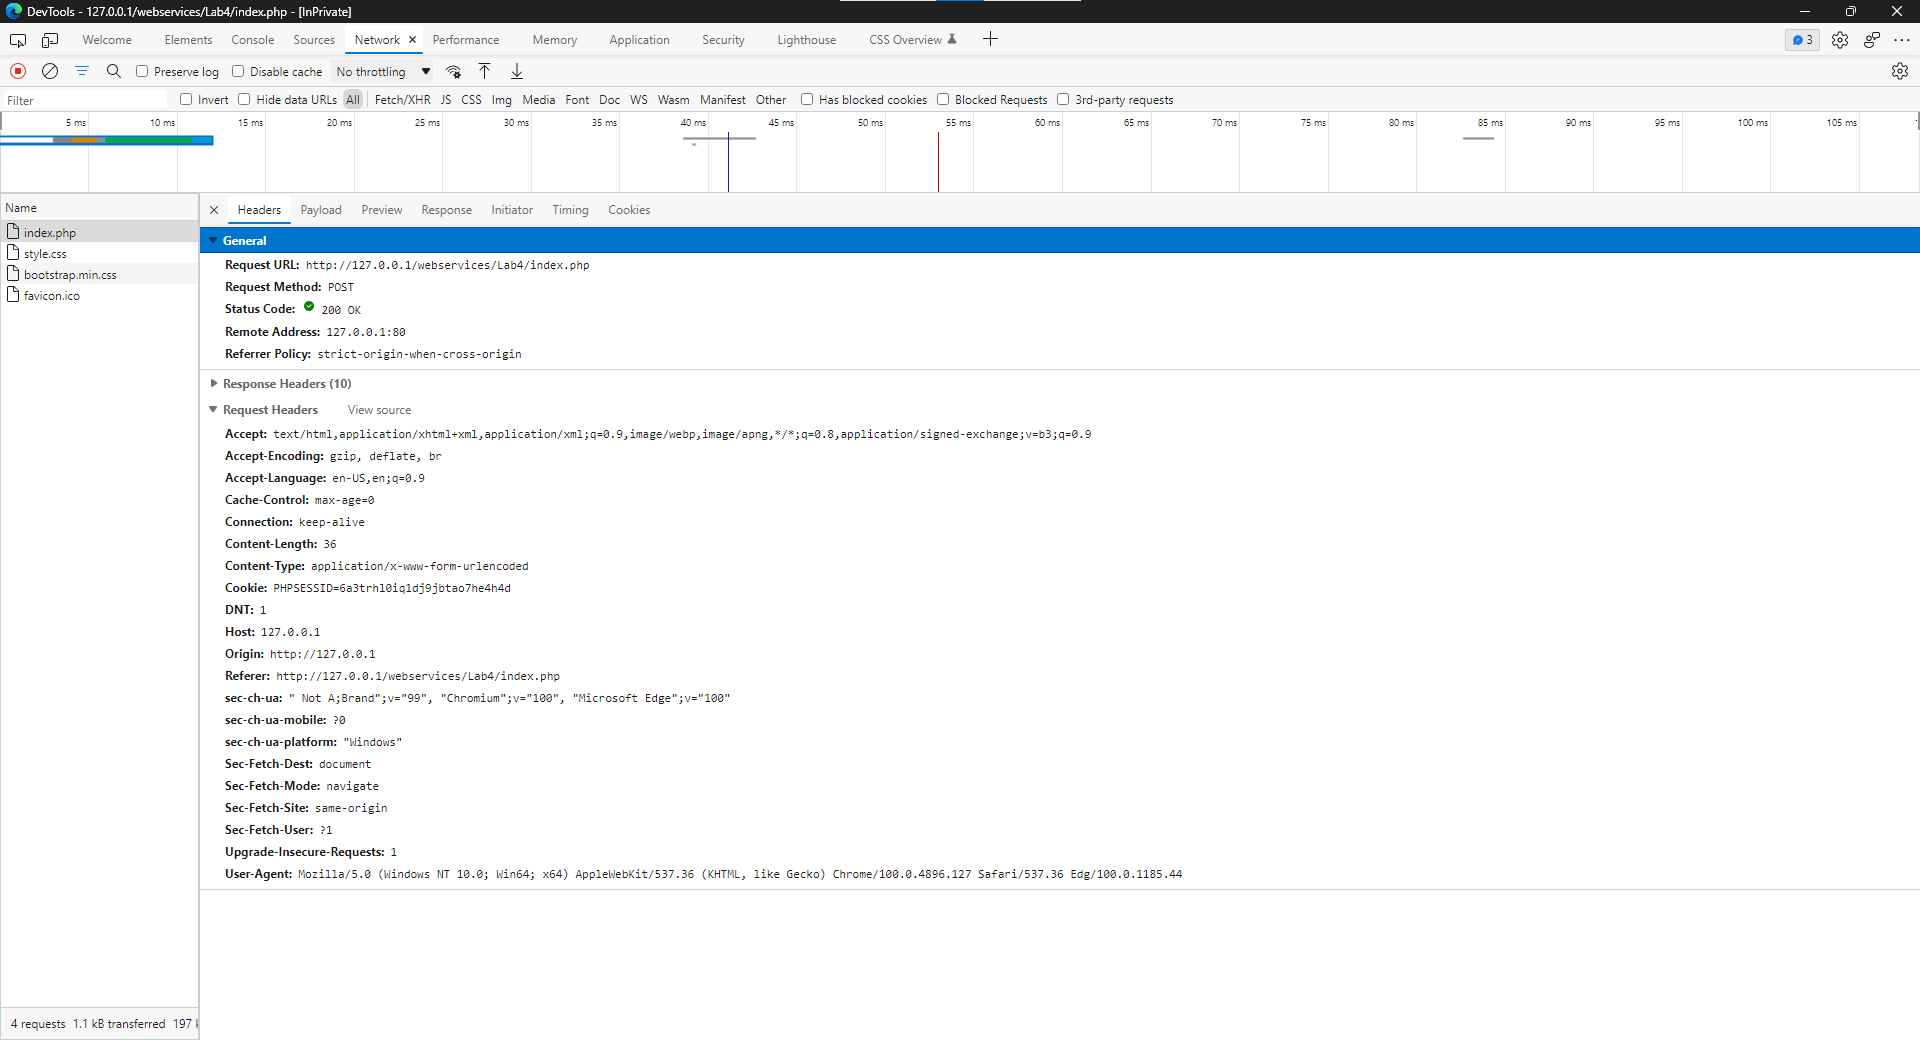 DevTools - 127.0.0.1/webservices/Lab4/index.php - [InPrivate]
Welcome Elements Console Sources Network Performance Memory Application Security Lighthouse CSS Overview 3
Preserve log Disable cache No throttling
Filter Invert Hide data URLs All Fetch/XHR JS CSS Img Media Font Doc WS Wasm Manifest Other Has blocked cookies Blocked Requests 3rd-party requests
5 ms 10 ms 15 ms 20 ms 25 ms 30 ms 35 ms 40 ms 45 ms 50 ms 55 ms 60 ms 65 ms 70 ms 75 ms 80 ms 85 ms 90 ms 95 ms 100 ms 105 ms
Name
index.php
style.css
bootstrap.min.css
favicon.ico
4 requests 1.1 kB transferred 197
Headers Payload Preview Response Initiator Timing Cookies
General
Request URL: http://127.0.0.1/webservices/Lab4/index.php
Request Method: POST
Status Code: 200 OK
Remote Address: 127.0.0.1:80
Referrer Policy: strict-origin-when-cross-origin
Response Headers (10)
Request Headers View source
Accept: text/html,application/xhtml+xml,application/xml;q=0.9,image/webp,image/apng,*/*;q=0.8,application/signed-exchange;v=b3;q=0.9
Accept-Encoding: gzip, deflate, br
Accept-Language: en-US,en;q=0.9
Cache-Control: max-age=0
Connection: keep-alive
Content-Length: 36
Content-Type: application/x-www-form-urlencoded
Cookie: PHPSESSID=6a3trhl0iq1dj9jbtao7he4h4d
DNT: 1
Host: 127.0.0.1
Origin: http://127.0.0.1
Referer: http://127.0.0.1/webservices/Lab4/index.php
sec-ch-ua: " Not A;Brand";v="99", "Chromium";v="100", "Microsoft Edge";v="100"
sec-ch-ua-mobile: ?0
sec-ch-ua-platform: "Windows"
Sec-Fetch-Dest: document
Sec-Fetch-Mode: navigate
Sec-Fetch-Site: same-origin
Sec-Fetch-User: ?1
Upgrade-Insecure-Requests: 1
User-Agent: Mozilla/5.0 (Windows NT 10.0; Win64; x64) AppleWebKit/537.36 (KHTML, like Gecko) Chrome/100.0.4896.127 Safari/537.36 Edg/100.0.1185.44